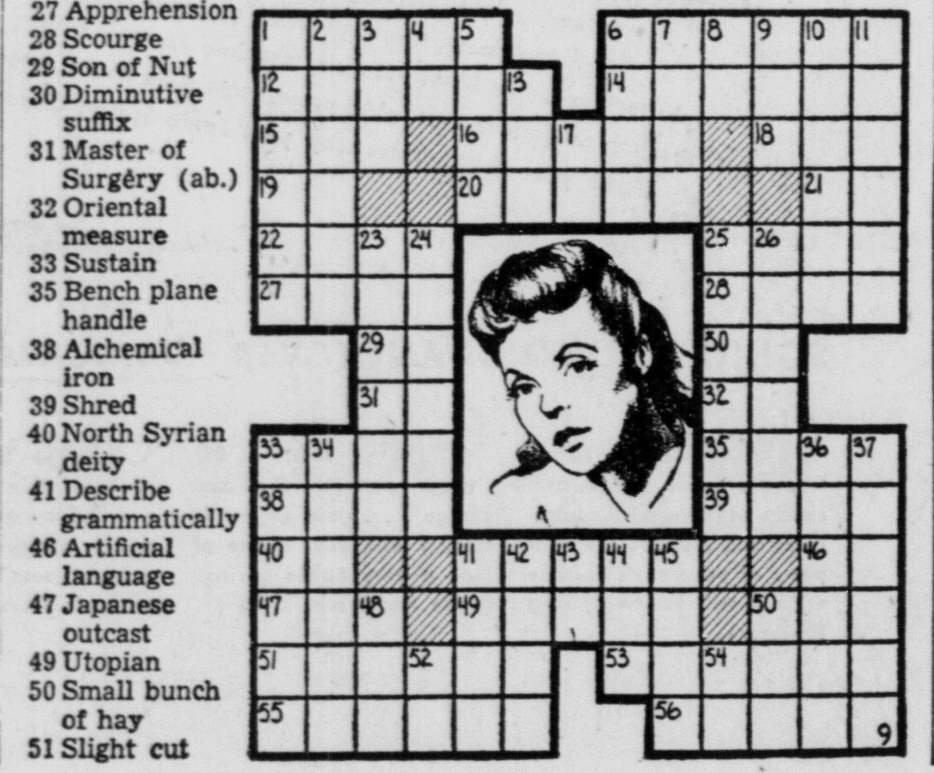 27 Apprehension
28 Scourge
29 Son of Nut
30 Diminutive
suffix
31 Master of
Surgery (ab.)
32 Oriental
measure
33 Sustain
35 Bench plane
handle
38 Alchemical
iron
39 Shred
40 North Syrian
deity
41 Describe
grammatically
46 Artificial
language
47 Japanese
outcast
49 Utopian
50 Small bunch
of hay
51 Slight cut
1 2 3 4 5 6 7 8 9 10 11
12 13 14
15 16 17 18
19 20 21
22 23 24 25 26
27 28
29 30
31 32
33 34 35 36 37
38 39
40 41 42 43 44 45 46
47 48 49 50
51 52 53 54
55 56 9